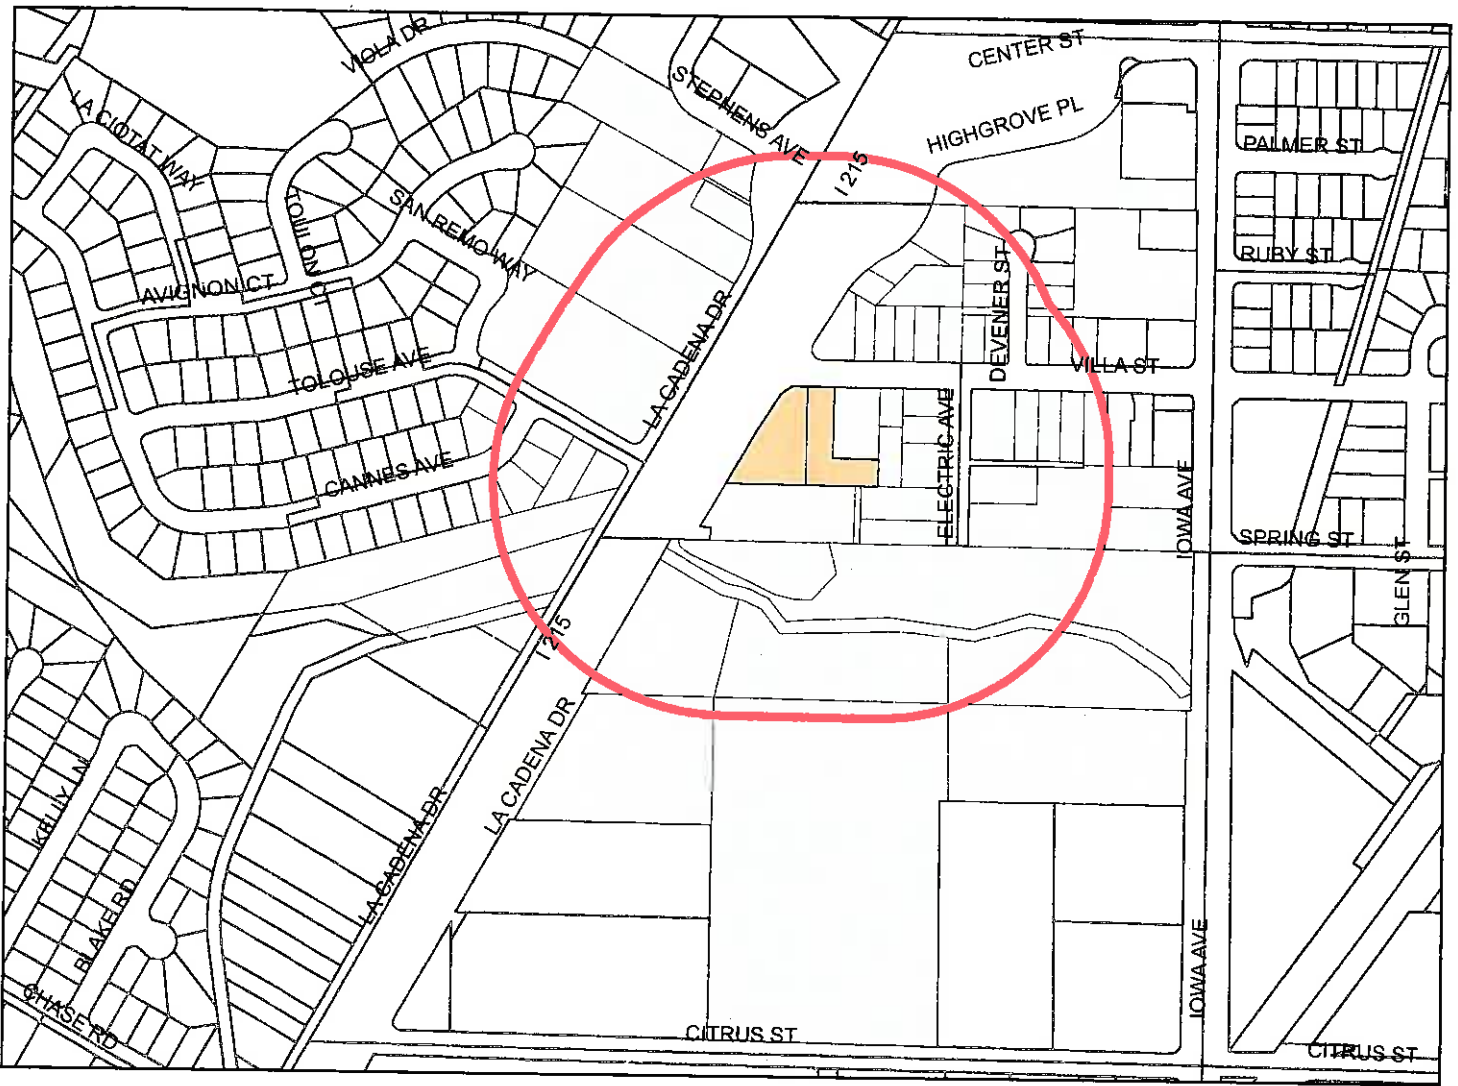 VIOLA DR
CENTER ST
STEPHENS AVE
LA CIOTAT WAY
HIGHGROVE PL
PALMER ST
I 215
SAN REMO WAY
TOULON CT
RUBY ST
AVIGNON CT
DEVENER ST
LA CADENA DR
TOLOUSE AVE
VILLA ST
ELECTRIC AVE
CANNES AVE
IOWA AVE
SPRING ST
GLEN ST
I 215
LA CADENA DR
KELLY LN
LA CADENA DR
BLAKE RD
IOWA AVE
CHASE RD
CITRUS ST
CITRUS ST